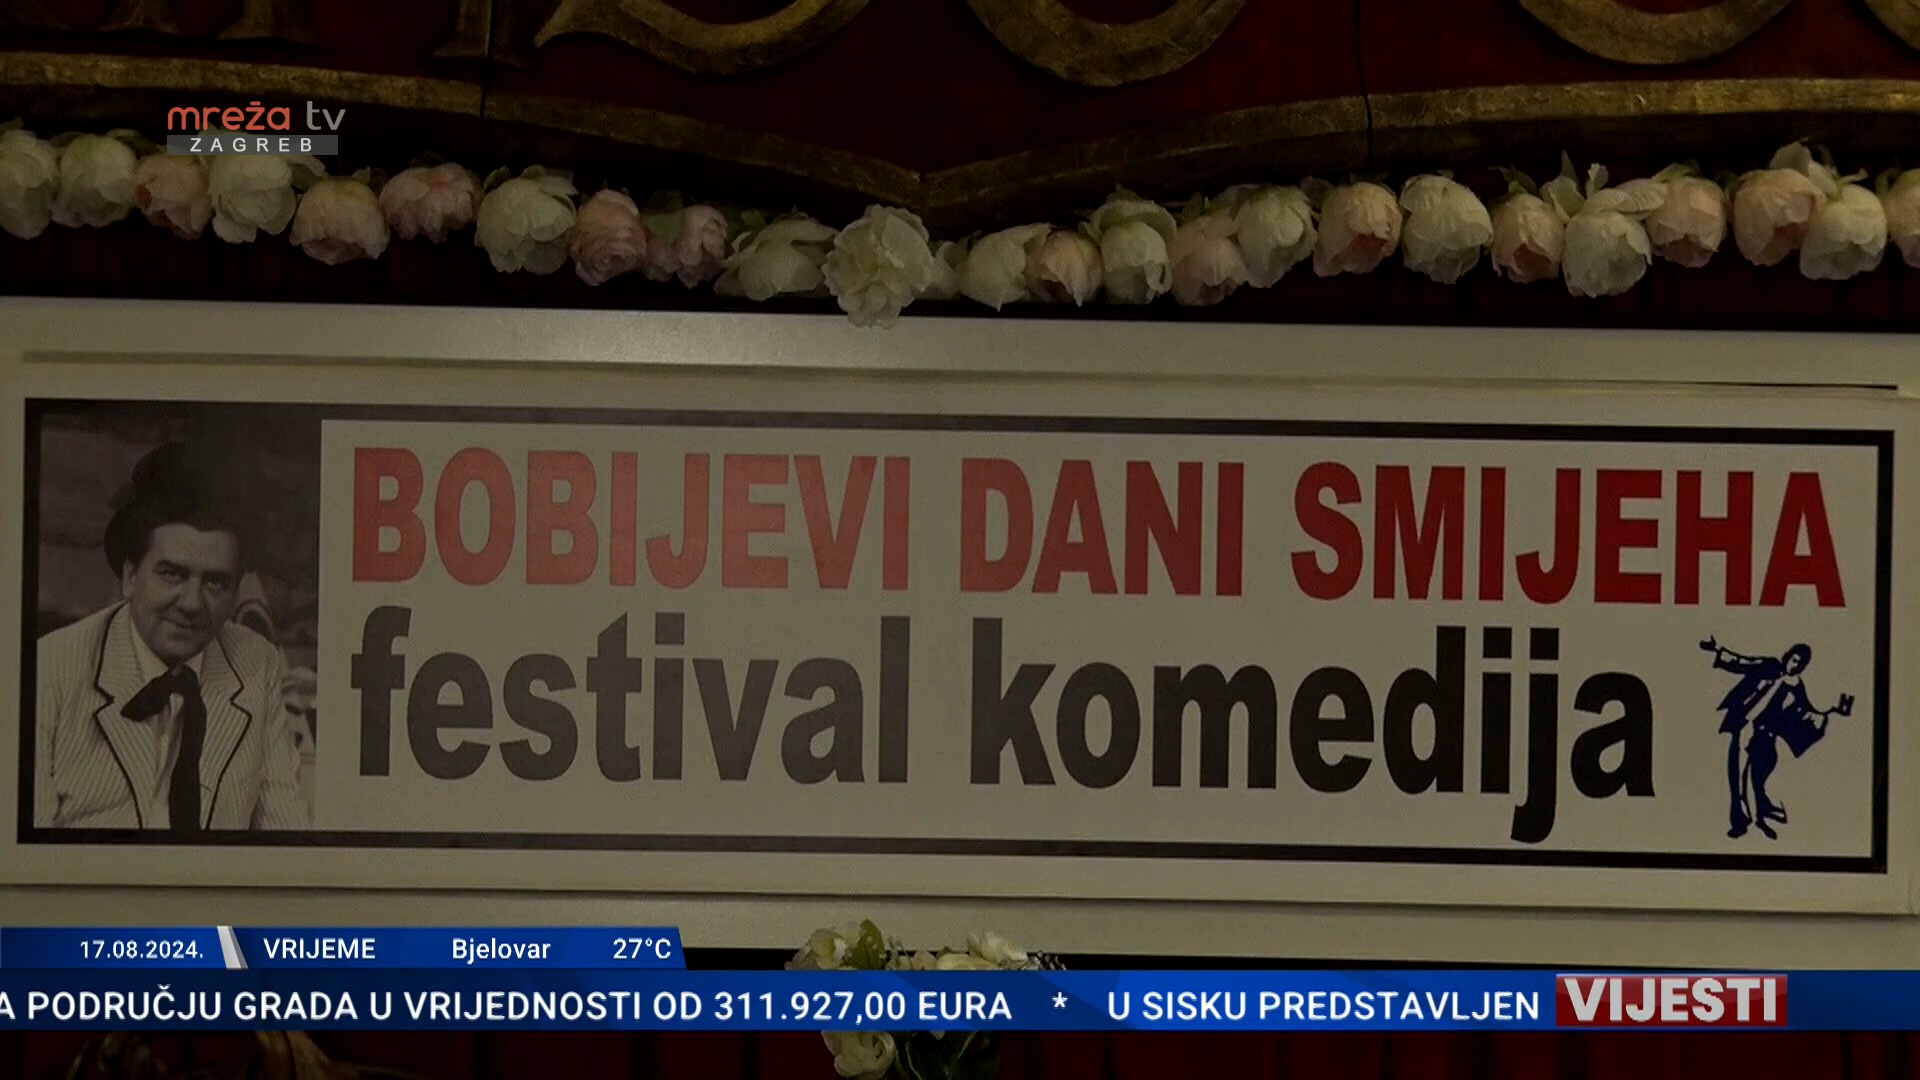 mreža tv
ZAGREB
BOBIJEVI DANI SMIJEHA
festival komedija
17.08.2024. VRIJEME Bjelovar 27°C
A PODRUČJU GRADA U VRIJEDNOSTI OD 311.927,00 EURA * U SISKU PREDSTAVLJEN VIJESTI